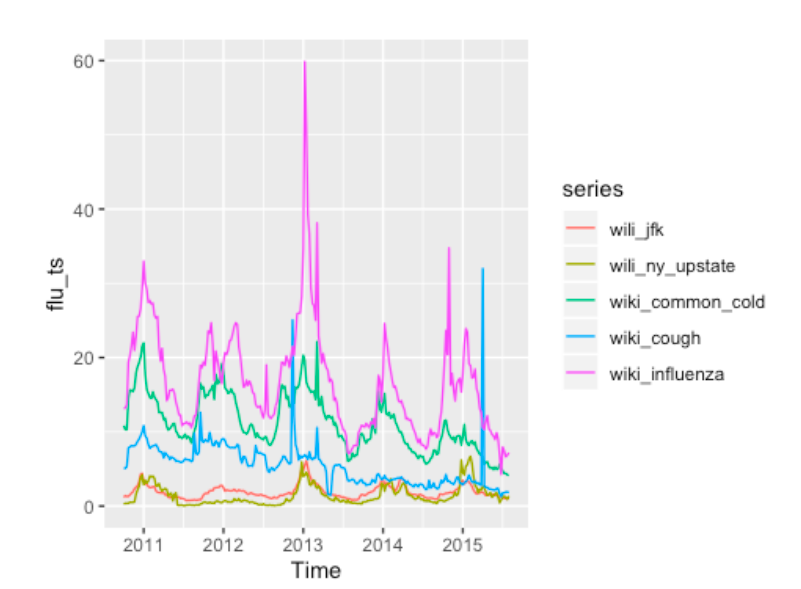 60
40
20
0
flu_ts
2011 2012 2013 2014 2015
Time
series
wili_jfk
wili_ny_upstate
wiki_common_cold
wiki_cough
wiki_influenza